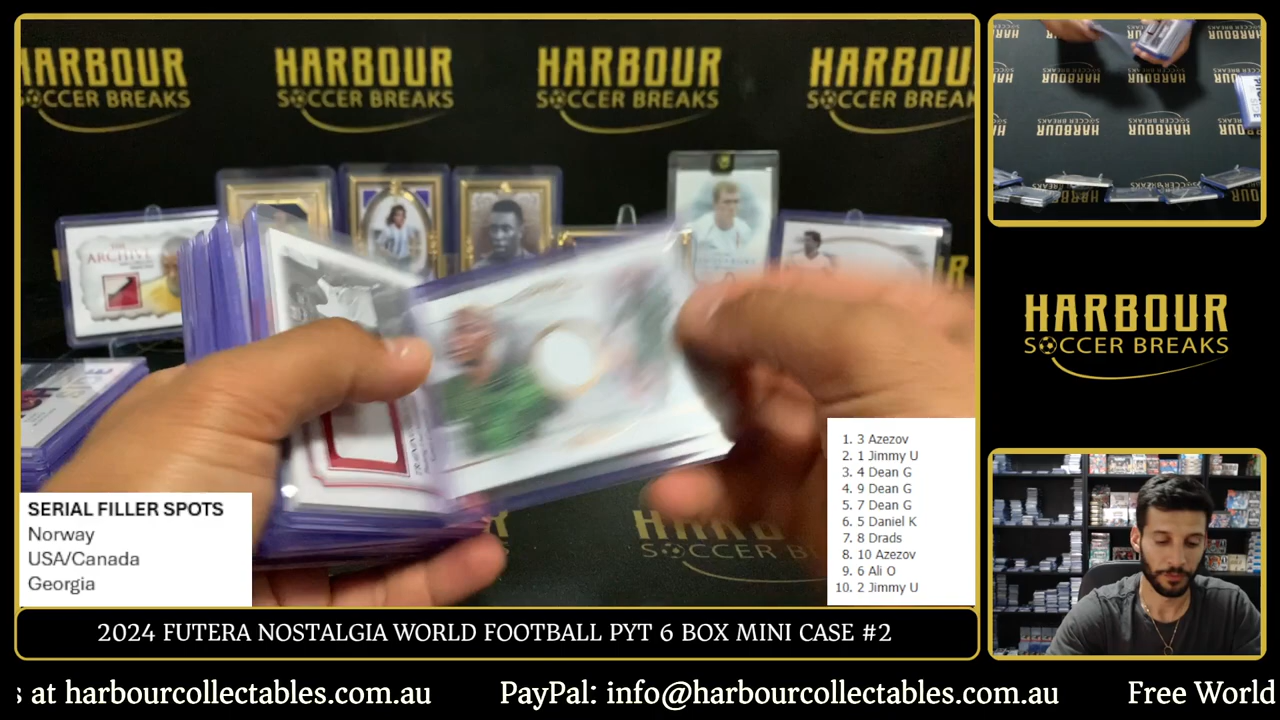 HARBOUR
SOCCER BREAKS
HARBOUR
SOCCER BREAKS
HARBOUR
SOCCER BREAKS
HARBOUR
SOCCER BREAKS
ARCHIVE
SERIAL FILLER SPOTS
Norway
USA/Canada
Georgia
1. 3 Azezov
2. 1 Jimmy U
3. 4 Dean G
4. 9 Dean G
5. 7 Dean G
6. 5 Daniel K
7. 8 Drads
8. 10 Azezov
9. 6 Ali O
10. 2 Jimmy U
HARBOUR
SOCCER BREAKS
2024 FUTERA NOSTALGIA WORLD FOOTBALL PYT 6 BOX MINI CASE #2
s at harbourcollectables.com.au PayPal: info@harbourcollectables.com.au Free World